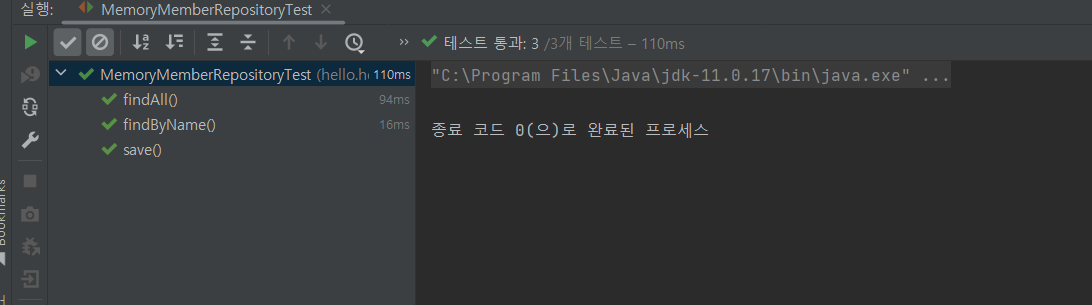 실행: MemoryMemberRepositoryTest
테스트 통과: 3 /3개 테스트 – 110ms
MemoryMemberRepositoryTest (hello.he 110ms
findAll() 94ms
findByName() 16ms
save()
"C:\Program Files\Java\jdk-11.0.17\bin\java.exe" ...
종료 코드 0(으)로 완료된 프로세스
Bookmarks